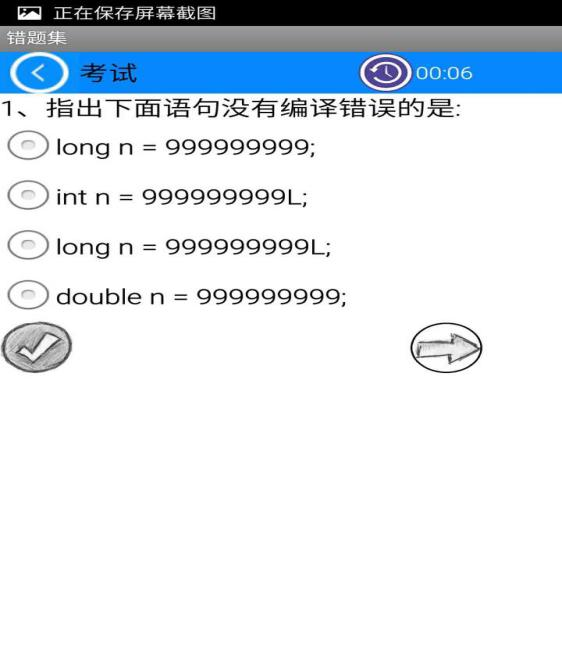 正在保存屏幕截图
错题集
考试
00:06
1、指出下面语句没有编译错误的是:
long n = 999999999;
int n = 999999999L;
long n = 999999999L;
double n = 999999999;